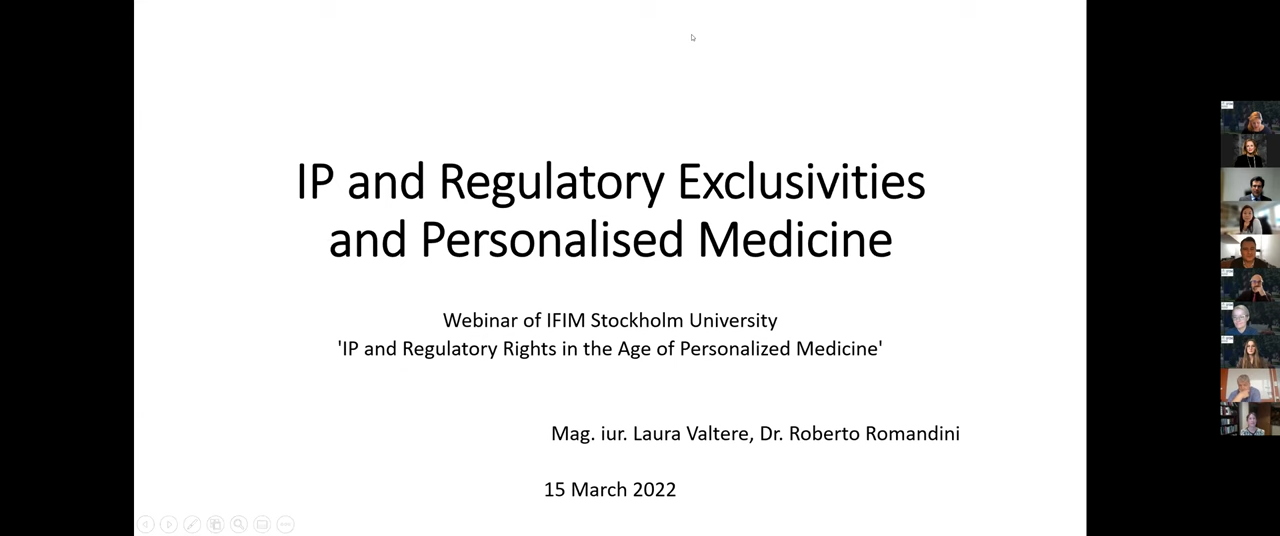 IP and Regulatory Exclusivities
and Personalised Medicine
Webinar of IFIM Stockholm University
'IP and Regulatory Rights in the Age of Personalized Medicine'
Mag. iur. Laura Valtere, Dr. Roberto Romandini
15 March 2022